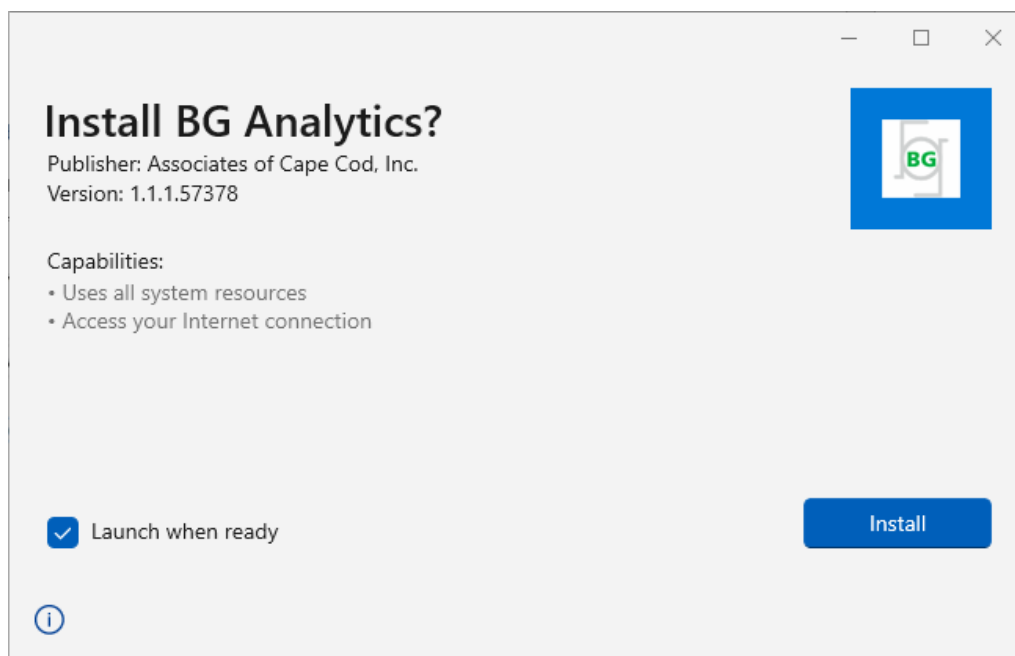 Install BG Analytics?
Publisher: Associates of Cape Cod, Inc.
Version: 1.1.1.57378
BG
Capabilities:
• Uses all system resources
• Access your Internet connection
Launch when ready
Install